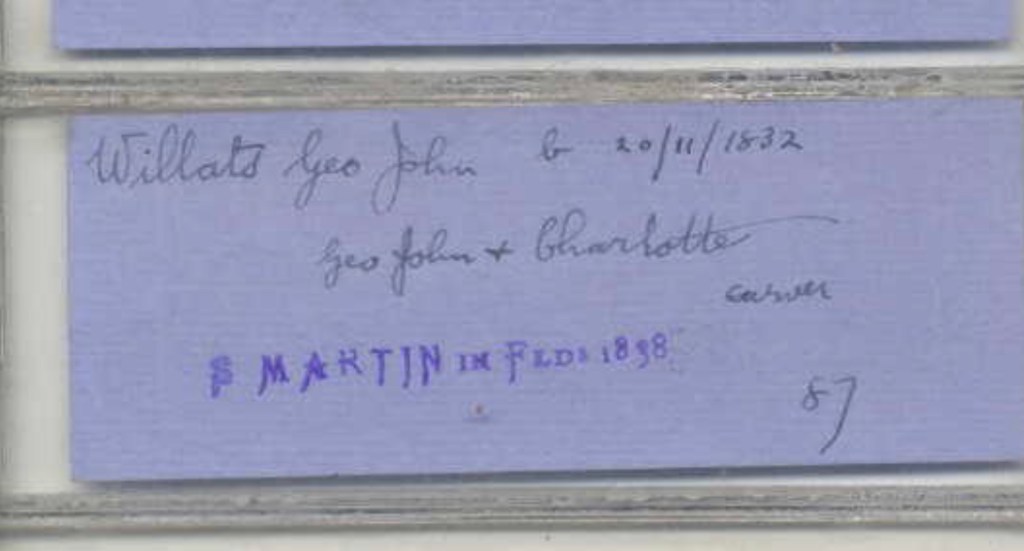 Willats Geo John b 20/11/1832
Geo John + Charlotte
carver
S MARTIN IN FLDS 1838
87